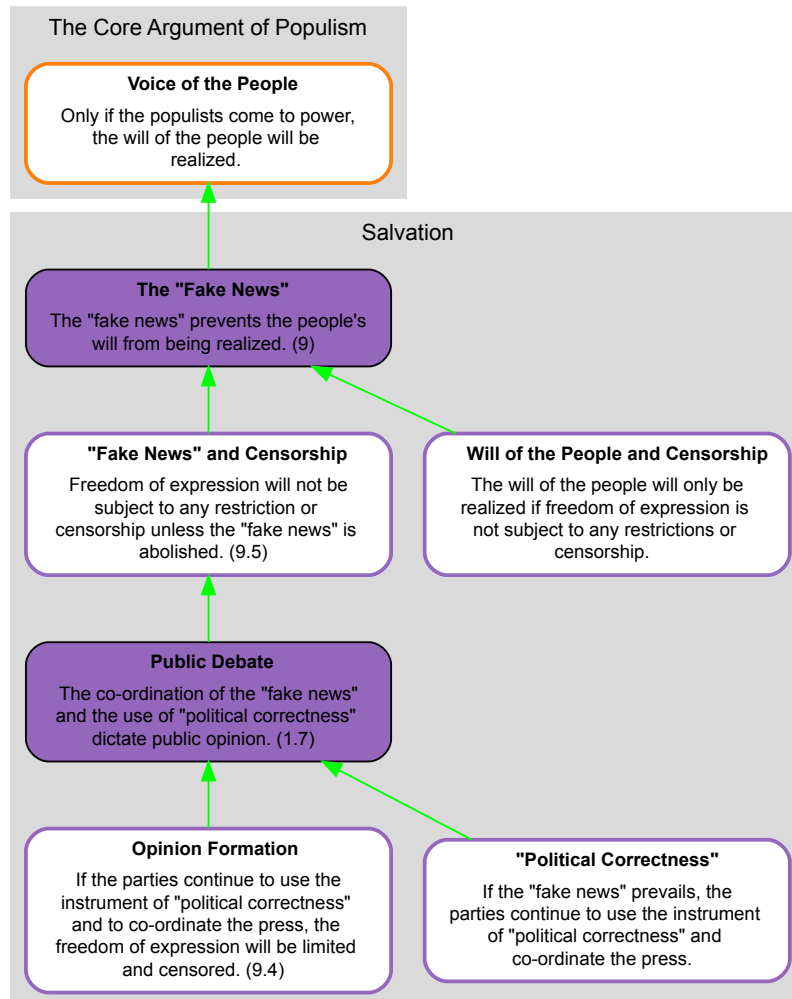 The Core Argument of Populism
Voice of the People
Only if the populists come to power,
the will of the people will be
realized.
Salvation
The "Fake News"
The "fake news" prevents the people's
will from being realized. (9)
"Fake News" and Censorship
Freedom of expression will not be
subject to any restriction or
censorship unless the "fake news" is
abolished. (9.5)
Will of the People and Censorship
The will of the people will only be
realized if freedom of expression is
not subject to any restrictions or
censorship.
Public Debate
The co-ordination of the "fake news"
and the use of "political correctness"
dictate public opinion. (1.7)
Opinion Formation
If the parties continue to use the
instrument of "political correctness"
and to co-ordinate the press, the
freedom of expression will be limited
and censored. (9.4)
"Political Correctness"
If the "fake news" prevails, the
parties continue to use the instrument
of "political correctness" and
co-ordinate the press.